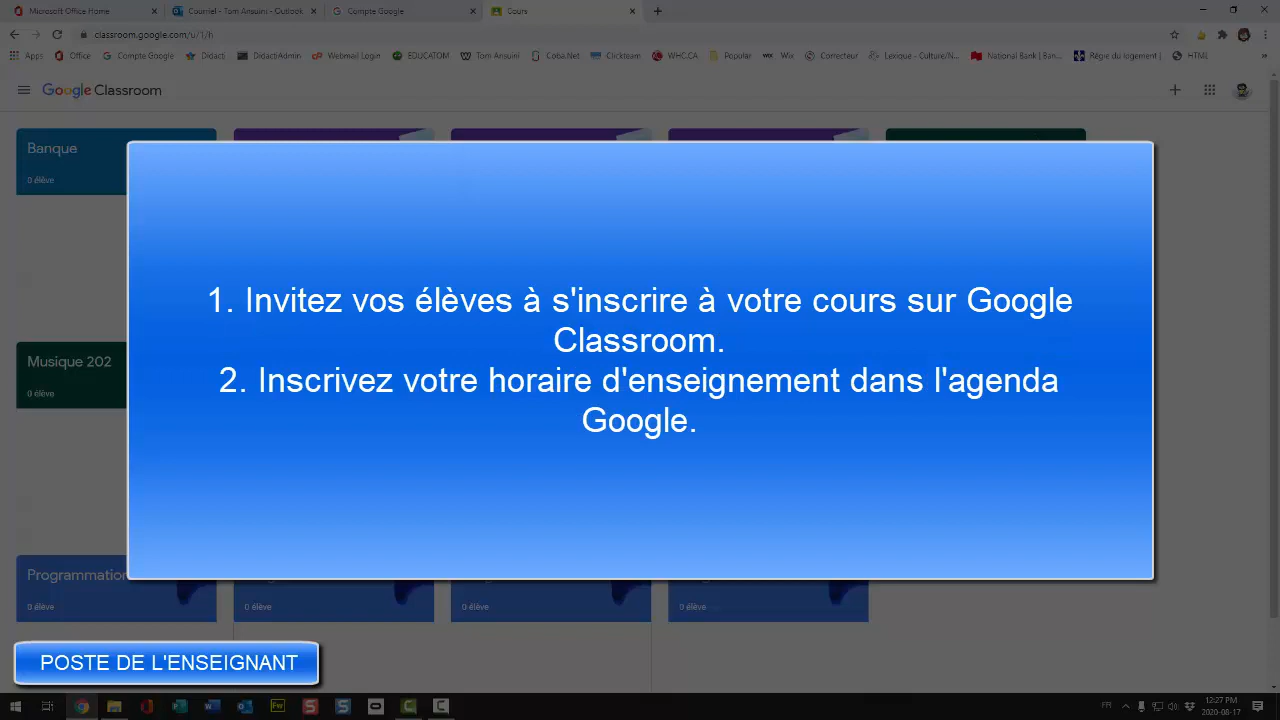 Microsoft Office Home
Courriel - Tom Ansuini - Outlook
Compte Google
Cours
classroom.google.com/u/1/h
Apps
Office
Compte Google
Didacti
DidactiAdmin
Webmail Login
EDUCATOM
Tom Ansuini
Coba.Net
Clickteam
WHC.CA
Popular
Wix
Correcteur
Lexique - Culture/N...
National Bank | Ban...
Régie du logement |
HTML
Google Classroom
Banque
0 élève
1. Invitez vos élèves à s'inscrire à votre cours sur Google
Classroom.
2. Inscrivez votre horaire d'enseignement dans l'agenda
Google.
Musique 202
0 élève
Programmation
0 élève
0 élève
0 élève
0 élève
POSTE DE L'ENSEIGNANT
FR
12:27 PM
2020-08-17